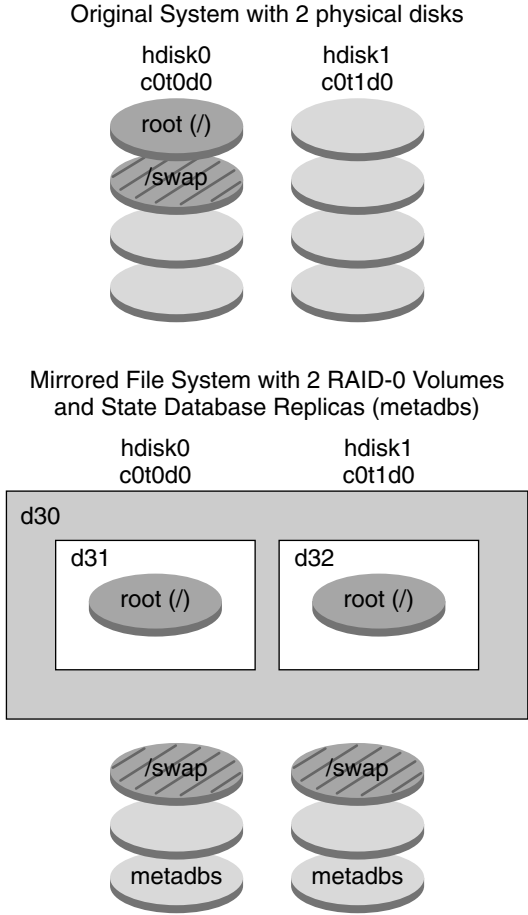 Original System with 2 physical disks
hdisk0
c0t0d0
hdisk1
c0t1d0
root (/)
/swap
Mirrored File System with 2 RAID-0 Volumes
and State Database Replicas (metadbs)
hdisk0
c0t0d0
hdisk1
c0t1d0
d30
d31
root (/)
d32
root (/)
/swap
/swap
metadbs
metadbs